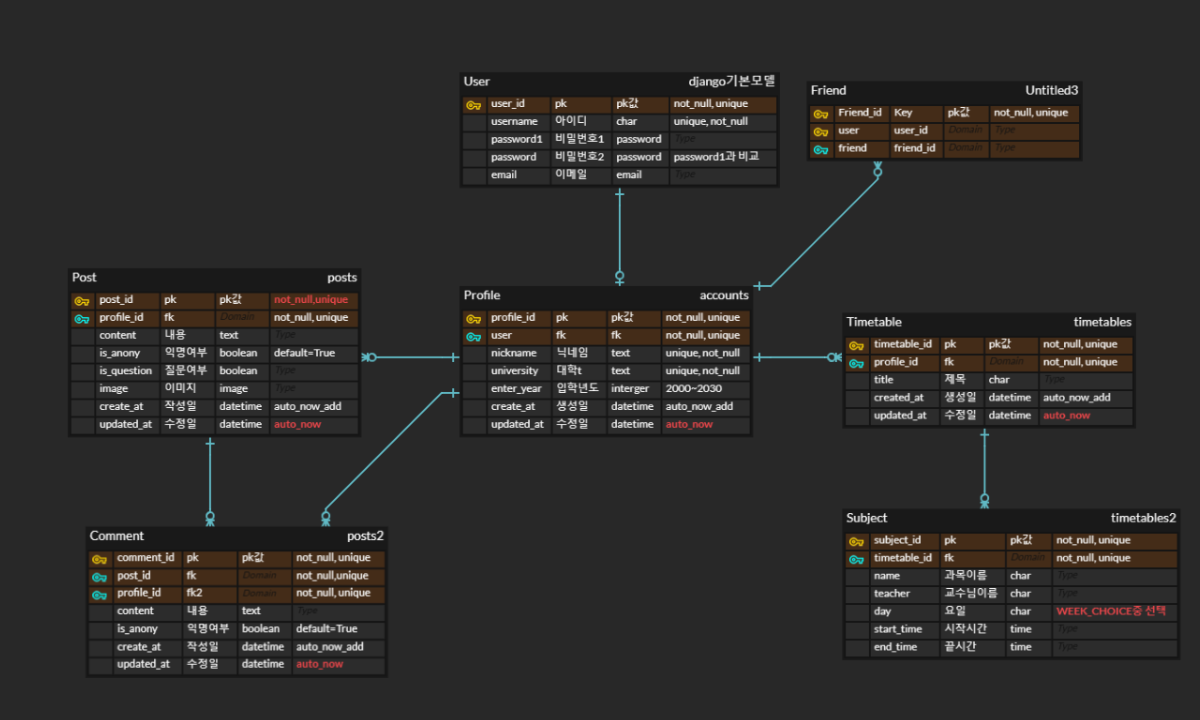 User django기본모델
user_id pk pk값 not_null, unique
username 아이디 char unique, not_null
password1 비밀번호1 password Type
password 비밀번호2 password password1과 비교
email 이메일 email Type
Friend Untitled3
Friend_id Key pk값 not_null, unique
user user_id Domain Type
friend friend_id Domain Type
Post posts
post_id pk pk값 not_null,unique
profile_id fk Domain not_null, unique
content 내용 text Type
is_anony 익명여부 boolean default=True
is_question 질문여부 boolean Type
image 이미지 image Type
create_at 작성일 datetime auto_now_add
updated_at 수정일 datetime auto_now
Profile accounts
profile_id pk pk값 not_null, unique
user fk fk not_null, unique
nickname 닉네임 text unique, not_null
university 대학t text unique, not_null
enter_year 입학년도 interger 2000~2030
create_at 생성일 datetime auto_now_add
updated_at 수정일 datetime auto_now
Timetable timetables
timetable_id pk pk값 not_null, unique
profile_id fk Domain not_null, unique
title 제목 char Type
created_at 생성일 datetime auto_now_add
updated_at 수정일 datetime auto_now
Comment posts2
comment_id pk pk값 not_null, unique
post_id fk Domain not_null,unique
profile_id fk2 Domain not_null, unique
content 내용 text Type
is_anony 익명여부 boolean default=True
create_at 작성일 datetime auto_now_add
updated_at 수정일 datetime auto_now
Subject timetables2
subject_id pk pk값 not_null, unique
timetable_id fk Domain not_null, unique
name 과목이름 char Type
teacher 교수님이름 char Type
day 요일 char WEEK_CHOICE중 선택
start_time 시작시간 time Type
end_time 끝시간 time Type